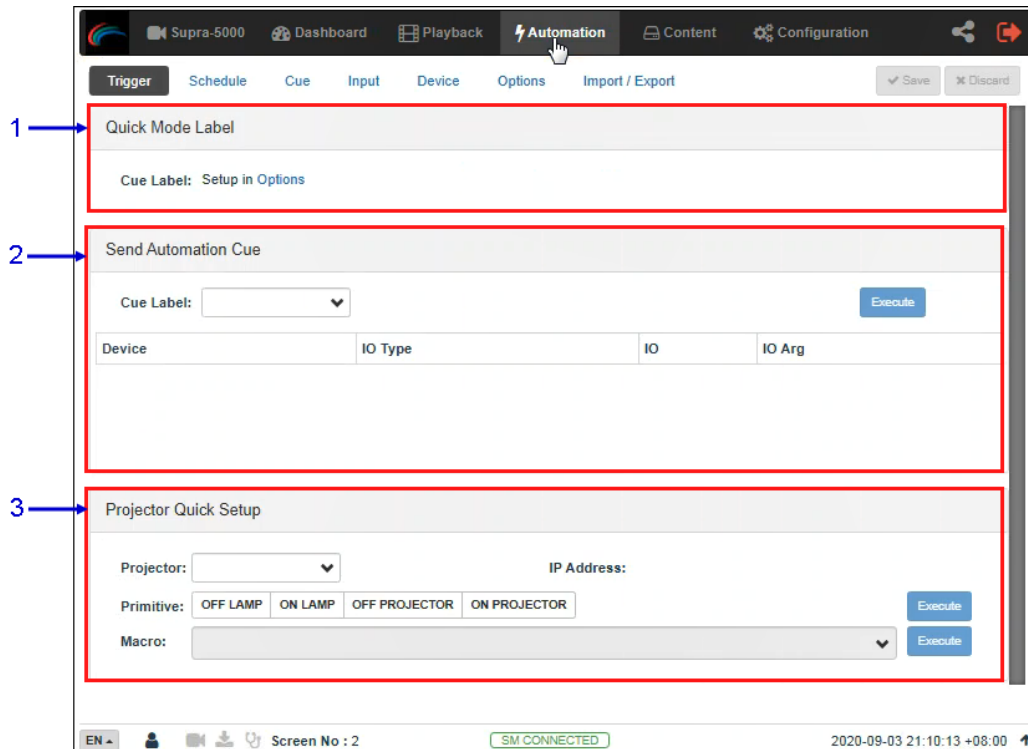 Supra-5000 Dashboard Playback Automation Content Configuration
Trigger Schedule Cue Input Device Options Import / Export Save Discard
1 Quick Mode Label
Cue Label: Setup in Options
2 Send Automation Cue
Cue Label: Execute
Device IO Type IO IO Arg
3 Projector Quick Setup
Projector: IP Address:
Primitive: OFF LAMP ON LAMP OFF PROJECTOR ON PROJECTOR Execute
Macro: Execute
EN Screen No : 2 SM CONNECTED 2020-09-03 21:10:13 +08:00